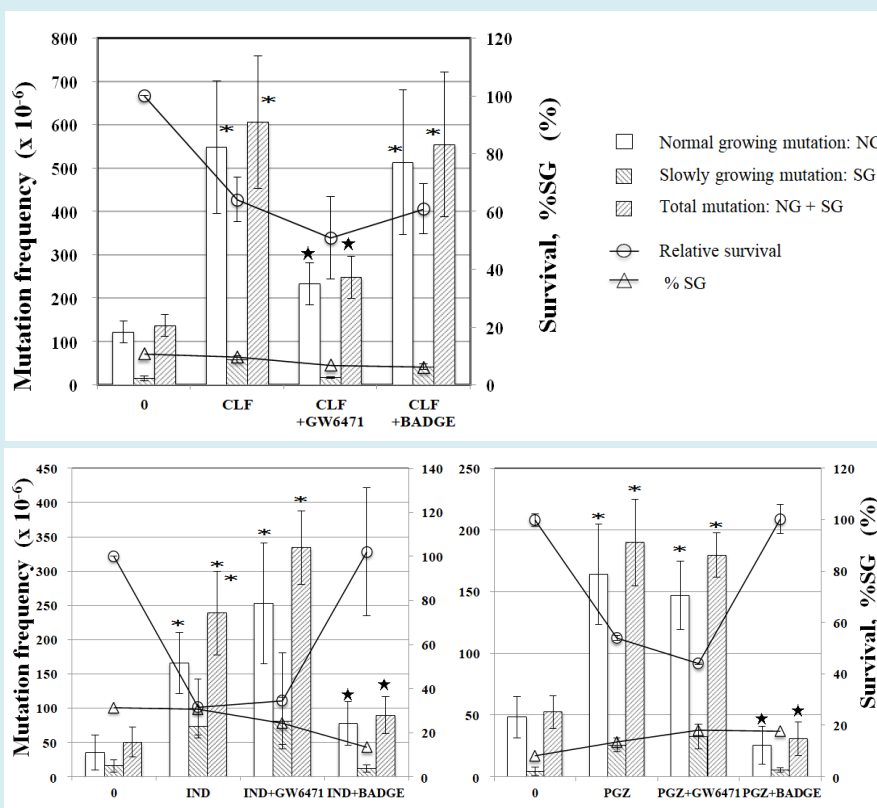 Mutation frequency (x 10-6)
800
700
600
500
400
300
200
100
0
120
100
80
60
40
20
0
Survival, %SG (%)
0
CLF
CLF
+GW6471
CLF
+BADGE
Normal growing mutation: NG
Slowly growing mutation: SG
Total mutation: NG + SG
Relative survival
% SG
Mutation frequency (x 10-6)
450
400
350
300
250
200
150
100
50
0
140
120
100
80
60
40
20
0
0
IND
IND+GW6471
IND+BADGE
250
200
150
100
50
0
120
100
80
60
40
20
0
Survival, %SG (%)
0
PGZ
PGZ+GW6471
PGZ+BADGE